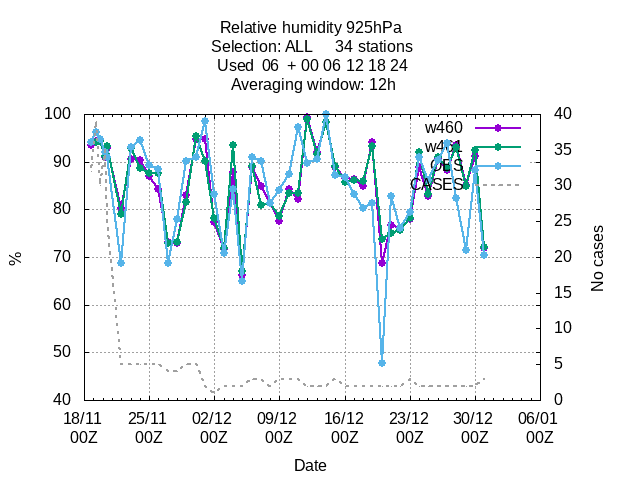 Relative humidity 925hPa
Selection: ALL 34 stations
Used 06 + 00 06 12 18 24
Averaging window: 12h
100
90
80
70
60
50
40
%
40
35
30
25
20
15
10
5
0
No cases
w460
OBS
CASES
18/11 25/11 02/12 09/12 16/12 23/12 30/12 06/01
00Z 00Z 00Z 00Z 00Z 00Z 00Z 00Z
Date